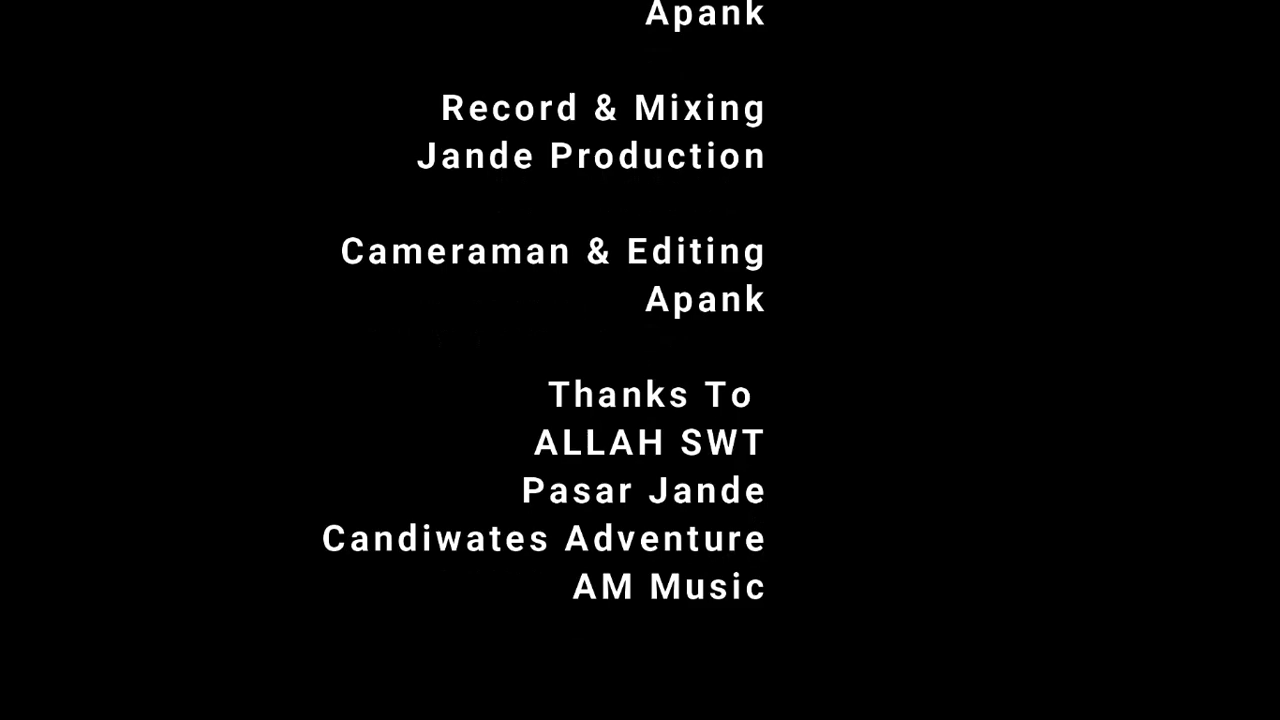 Apank
Record & Mixing
Jande Production
Cameraman & Editing
Apank
Thanks To
ALLAH SWT
Pasar Jande
Candiwates Adventure
AM Music